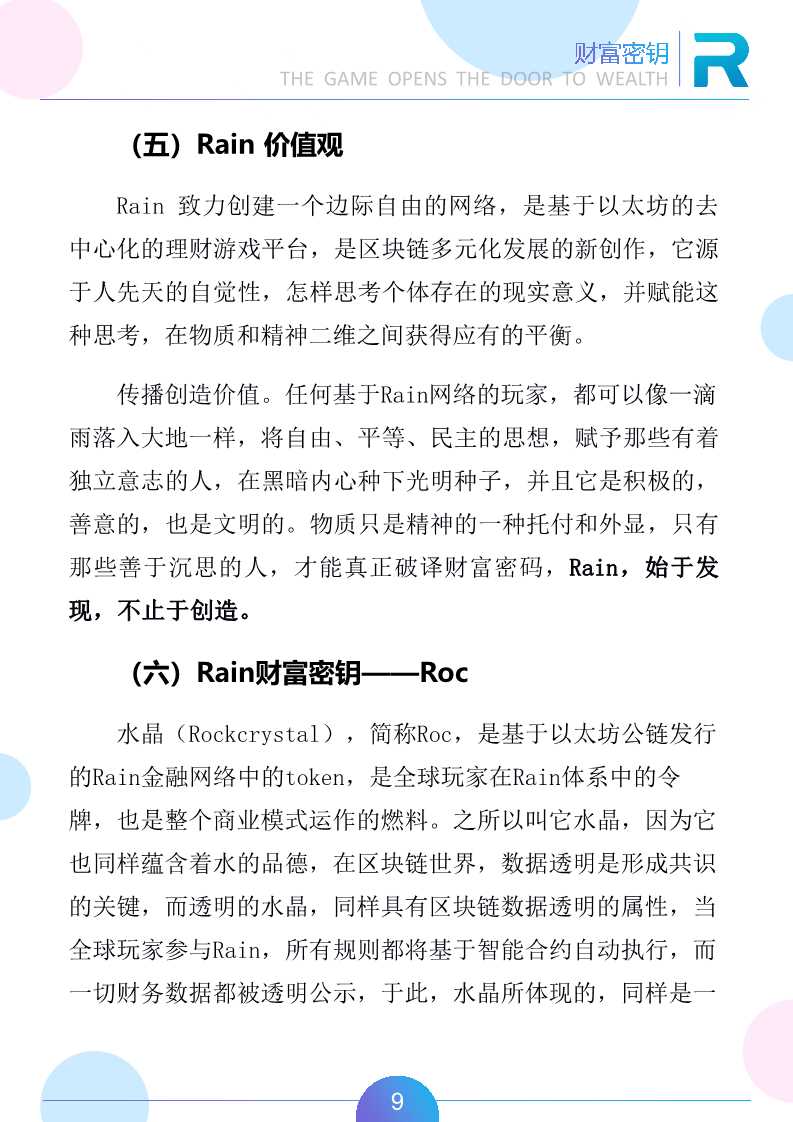 财富密钥
THE GAME OPENS THE DOOR TO WEALTH
（五）Rain 价值观
Rain 致力创建一个边际自由的网络，是基于以太坊的去
中心化的理财游戏平台，是区块链多元化发展的新创作，它源
于人先天的自觉性，怎样思考个体存在的现实意义，并赋能这
种思考，在物质和精神二维之间获得应有的平衡。
传播创造价值。任何基于Rain网络的玩家，都可以像一滴
雨落入大地一样，将自由、平等、民主的思想，赋予那些有着
独立意志的人，在黑暗内心种下光明种子，并且它是积极的，
善意的，也是文明的。物质只是精神的一种托付和外显，只有
那些善于沉思的人，才能真正破译财富密码，Rain，始于发
现，不止于创造。
（六）Rain财富密钥——Roc
水晶（Rockcrystal），简称Roc，是基于以太坊公链发行
的Rain金融网络中的token，是全球玩家在Rain体系中的令
牌，也是整个商业模式运作的燃料。之所以叫它水晶，因为它
也同样蕴含着水的品德，在区块链世界，数据透明是形成共识
的关键，而透明的水晶，同样具有区块链数据透明的属性，当
全球玩家参与Rain，所有规则都将基于智能合约自动执行，而
一切财务数据都被透明公示，于此，水晶所体现的，同样是一
9